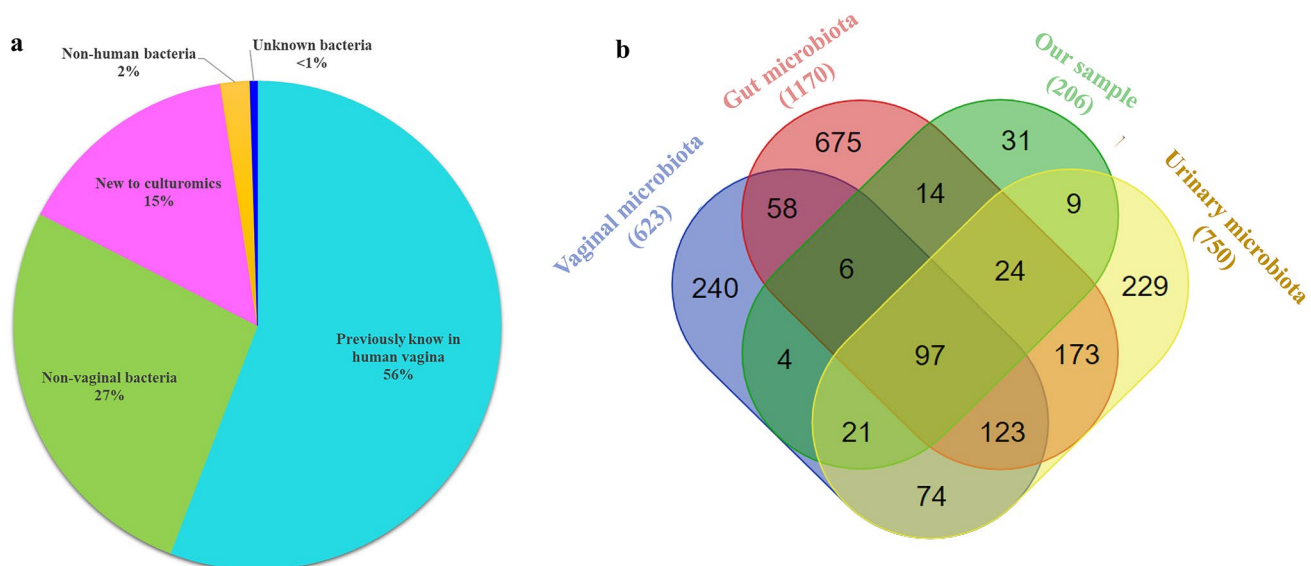 a
Non-human bacteria
2%
Unknown bacteria
<1%
New to culturomics
15%
Non-vaginal bacteria
27%
Previously know in
human vagina
56%
b
Vaginal microbiota
(623)
Gut microbiota
(1170)
Our sample
(206)
Urinary microbiota
(750)
675
31
58
14
9
240
6
24
229
4
97
173
21
123
74